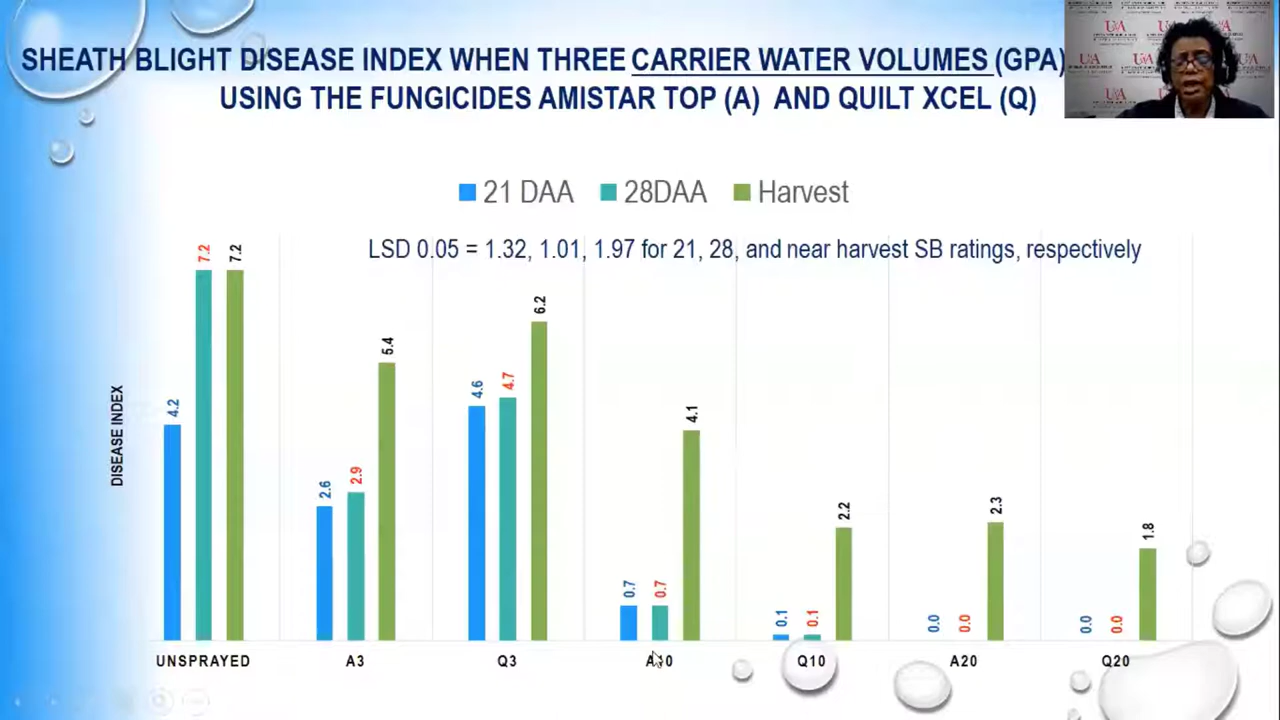 SHEATH BLIGHT DISEASE INDEX WHEN THREE CARRIER WATER VOLUMES (GPA)
USING THE FUNGICIDES AMISTAR TOP (A) AND QUILT XCEL (Q)
21 DAA 28DAA Harvest
LSD 0.05 = 1.32, 1.01, 1.97 for 21, 28, and near harvest SB ratings, respectively
DISEASE INDEX
4.2 7.2 7.2
2.6 2.9 5.4
4.6 4.7 6.2
0.7 0.7 4.1
0.1 0.1 2.2
0.0 0.0 2.3
0.0 0.0 1.8
UNSPRAYED A3 Q3 Q10 A20 Q20